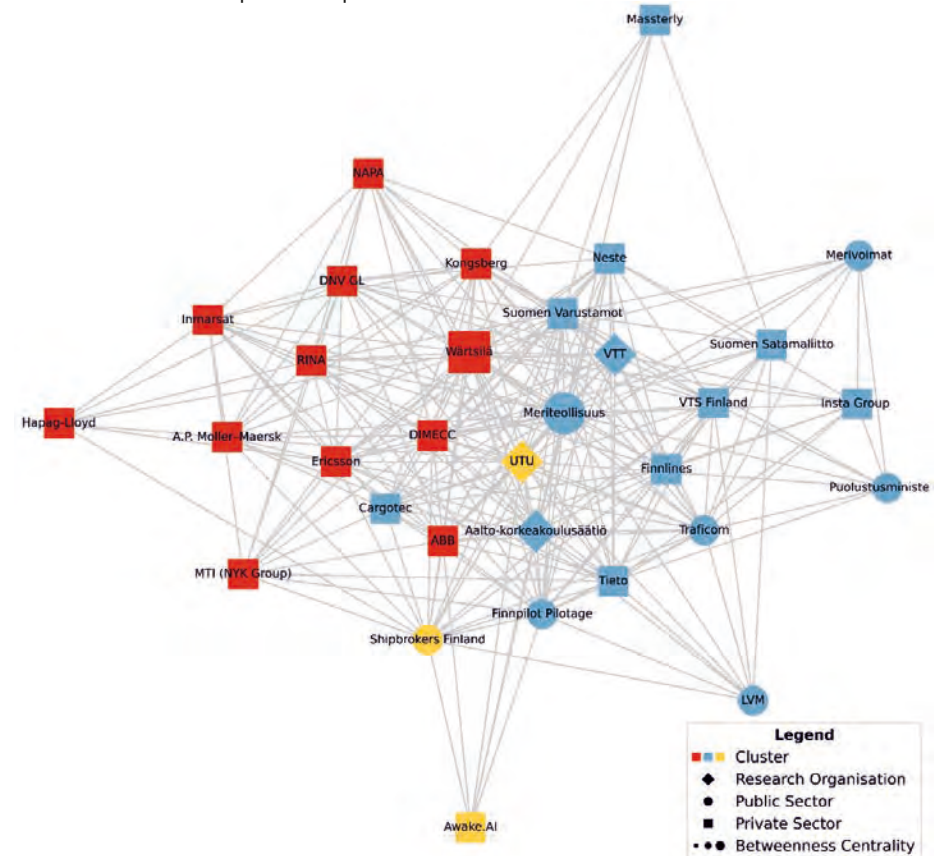 Massterly
NAPA
Kongsberg
Neste
Merivoimat
DNV GL
Suomen Varustamot
Inmarsat
Suomen Satamaliitto
RINA
Wärtsilä
VTT
VTS Finland
Insta Group
Meriteollisuus
Hapag-Lloyd
A.P. Moller-Maersk
DIMECC
Ericsson
UTU
Finnlines
Puolustusministe
Cargotec
Aalto-korkeakoulusäätiö
Traficom
ABB
MTI (NYK Group)
Tieto
Finnpilot Pilotage
Shipbrokers Finland
LVM
Awake.AI
Legend
Cluster
Research Organisation
Public Sector
Private Sector
Betweenness Centrality